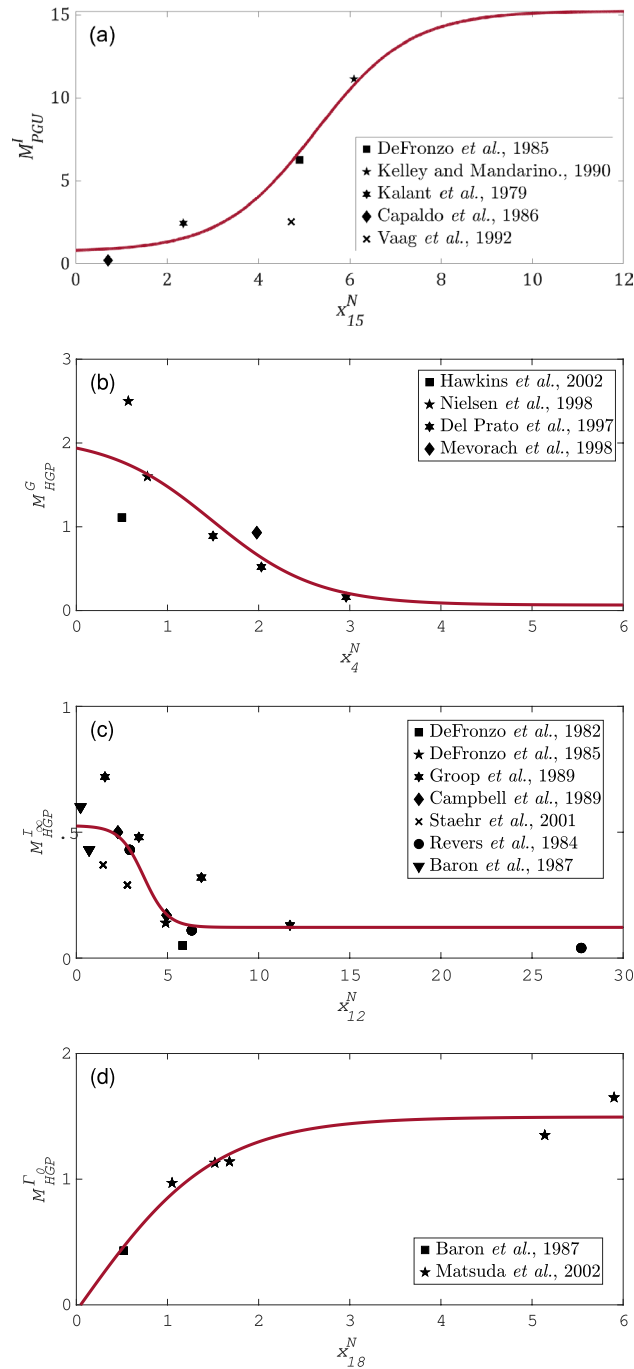 (a)
15
10
5
0
M^I_PGU
DeFronzo et al., 1985
Kelley and Mandarino., 1990
Kalant et al., 1979
Capaldo et al., 1986
Vaag et al., 1992
0 2 4 6 8 10 12
x^N_15
(b)
3
2
1
0
M^G_HGP
Hawkins et al., 2002
Nielsen et al., 1998
Del Prato et al., 1997
Mevorach et al., 1998
0 1 2 3 4 5 6
x^N_4
(c)
1
.5
0
M^I∞_HGP
DeFronzo et al., 1982
DeFronzo et al., 1985
Groop et al., 1989
Campbell et al., 1989
Staehr et al., 2001
Revers et al., 1984
Baron et al., 1987
0 5 10 15 20 25 30
x^N_12
(d)
2
1
0
M^Γ0_HGP
Baron et al., 1987
Matsuda et al., 2002
0 1 2 3 4 5 6
x^N_18